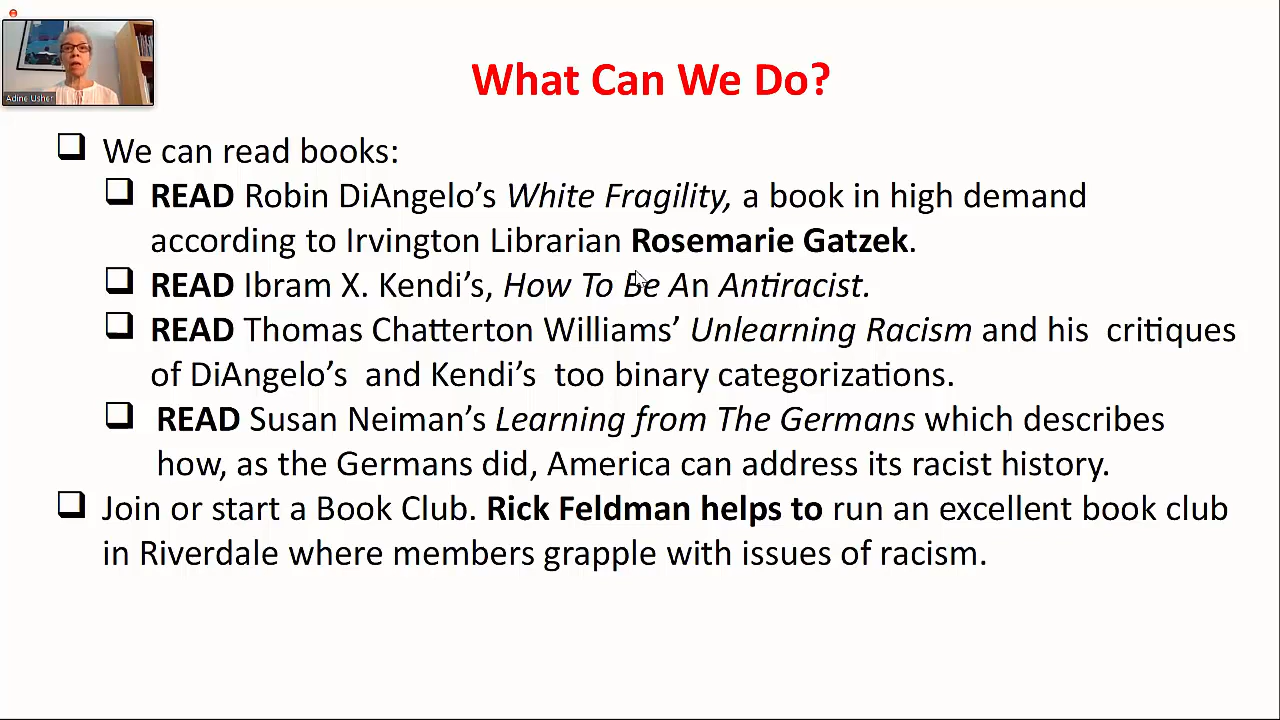 Adine Usher
What Can We Do?
❑ We can read books:
❑ READ Robin DiAngelo's White Fragility, a book in high demand
according to Irvington Librarian Rosemarie Gatzek.
❑ READ Ibram X. Kendi's, How To Be An Antiracist.
❑ READ Thomas Chatterton Williams' Unlearning Racism and his critiques
of DiAngelo's and Kendi's too binary categorizations.
❑ READ Susan Neiman's Learning from The Germans which describes
how, as the Germans did, America can address its racist history.
❑ Join or start a Book Club. Rick Feldman helps to run an excellent book club
in Riverdale where members grapple with issues of racism.